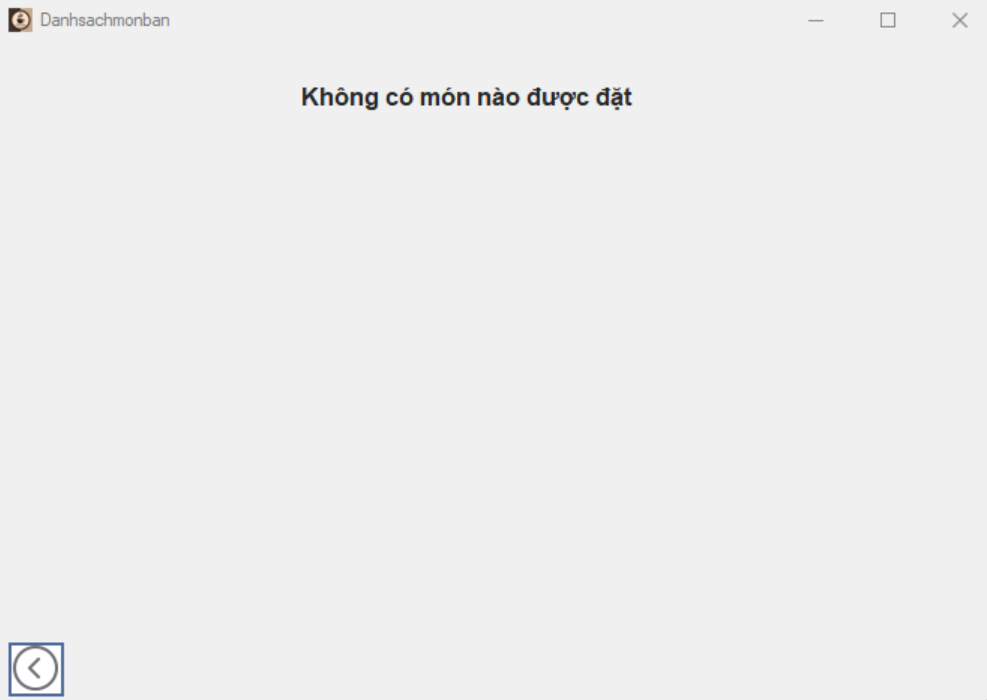 Danhsachmonban
Không có món nào được đặt